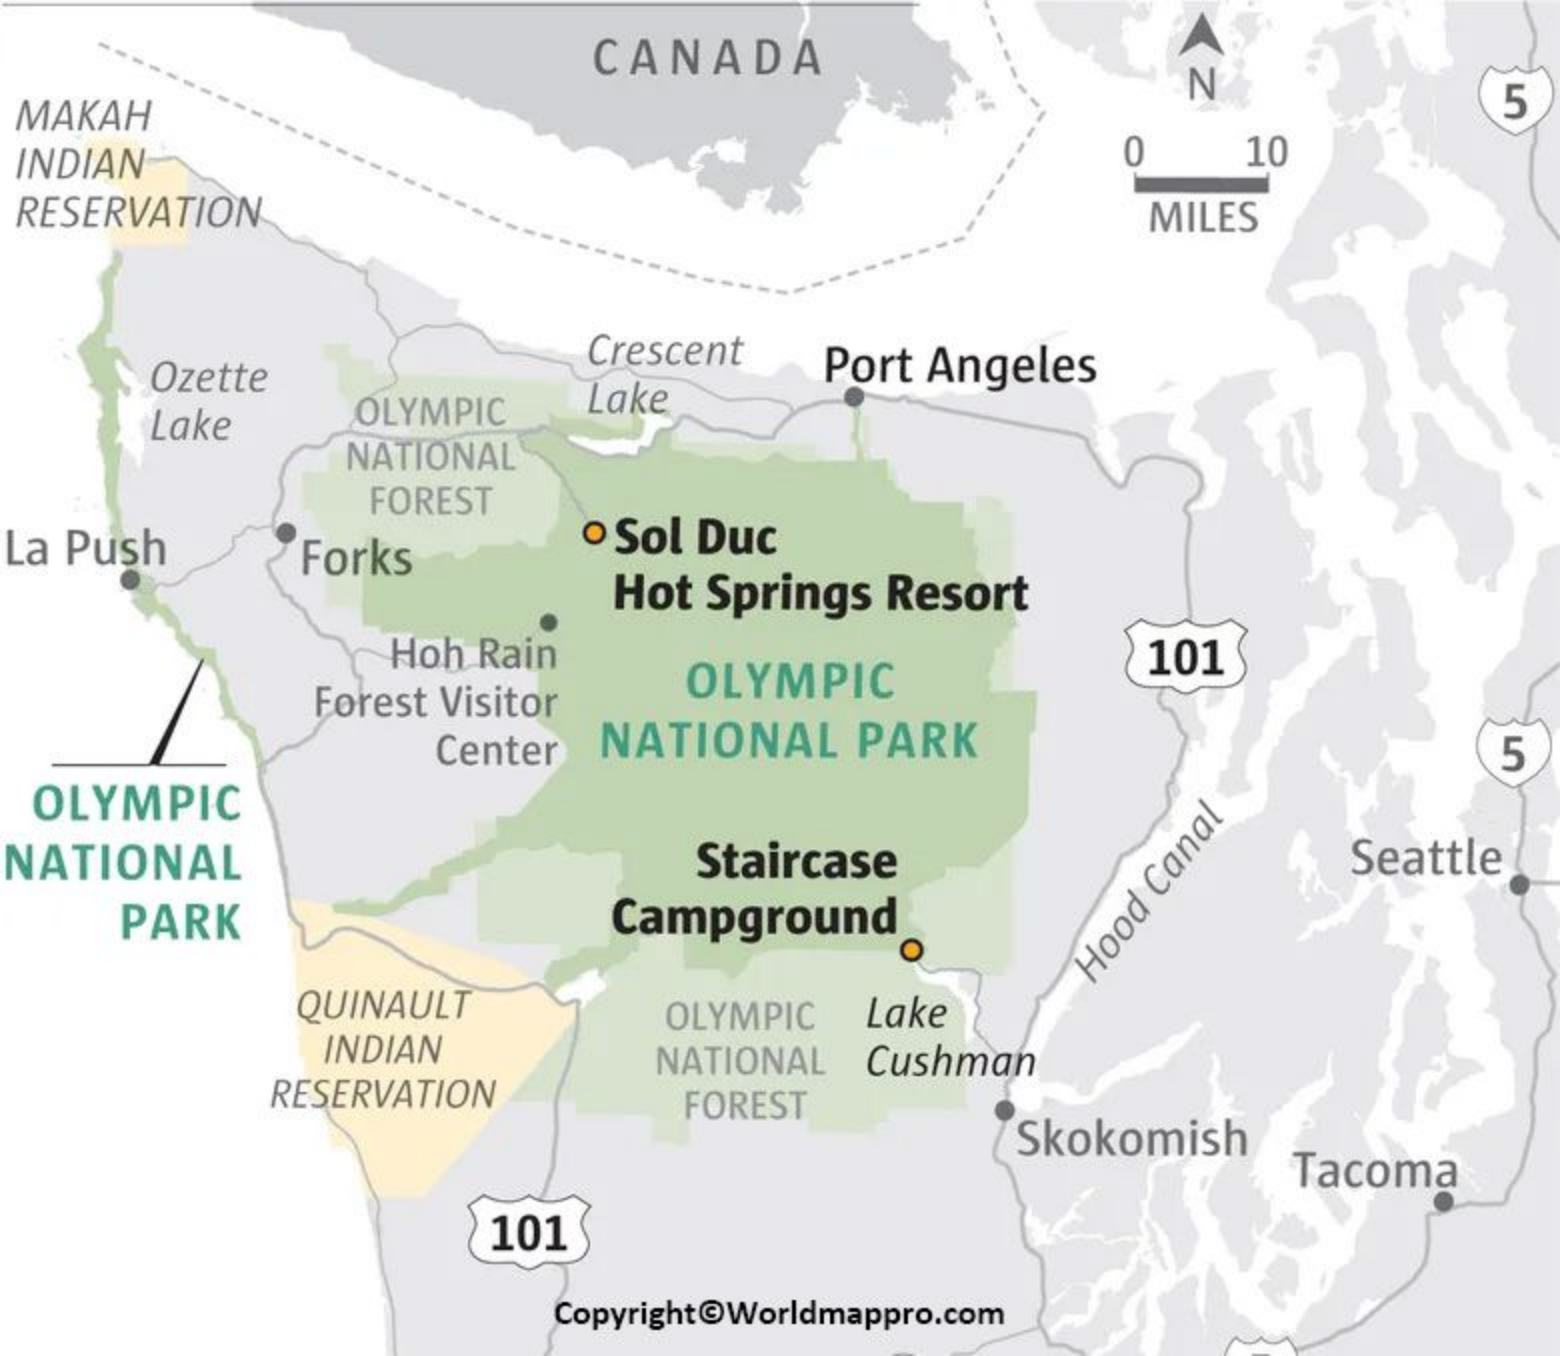 CANADA
N
0 10
MILES
5
MAKAH
INDIAN
RESERVATION
Ozette
Lake
Crescent
Lake
Port Angeles
OLYMPIC
NATIONAL
FOREST
La Push
Forks
Sol Duc
Hot Springs Resort
101
Hoh Rain
Forest Visitor
Center
OLYMPIC
NATIONAL PARK
5
OLYMPIC
NATIONAL
PARK
Staircase
Campground
Hood Canal
Seattle
QUINAULT
INDIAN
RESERVATION
OLYMPIC
NATIONAL
FOREST
Lake
Cushman
Skokomish
Tacoma
101
Copyright©Worldmappro.com